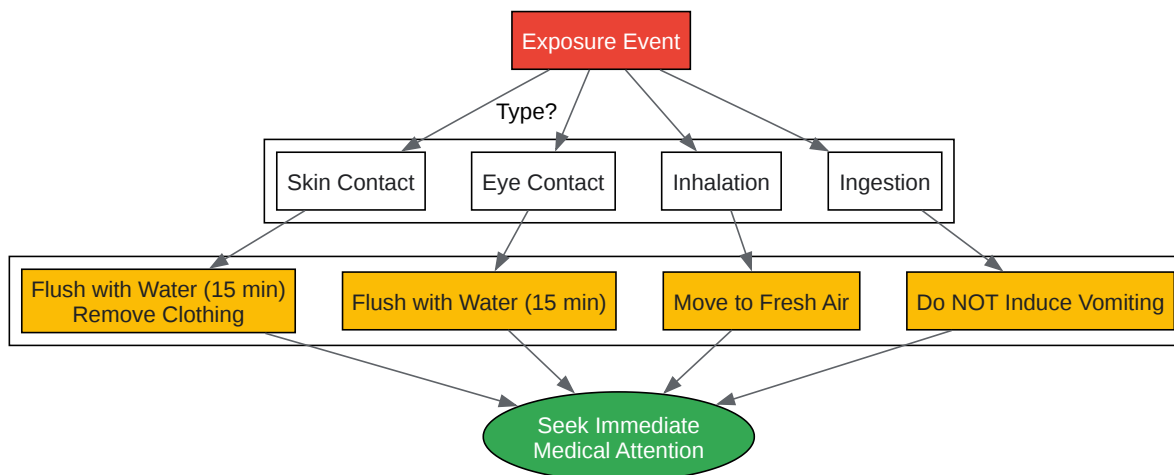 Exposure Event
Type?
Skin Contact
Eye Contact
Inhalation
Ingestion
Flush with Water (15 min)
Remove Clothing
Flush with Water (15 min)
Move to Fresh Air
Do NOT Induce Vomiting
Seek Immediate
Medical Attention